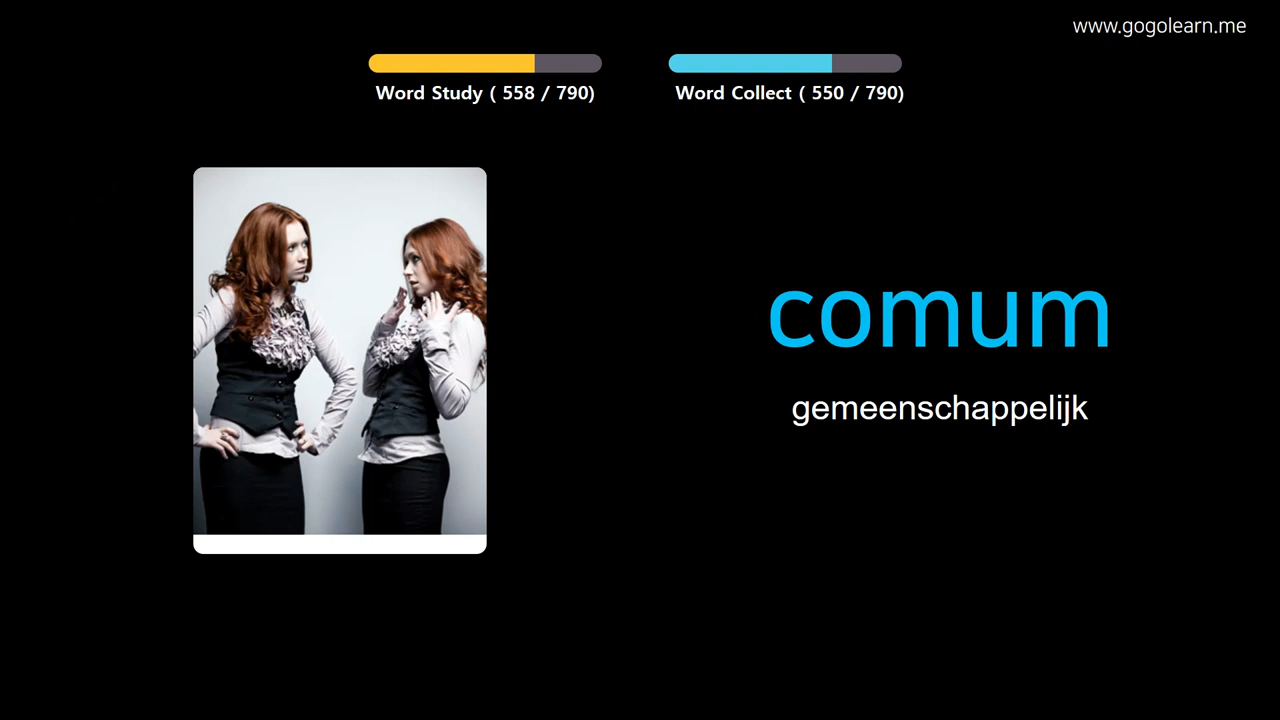 www.gogolearn.me
Word Study ( 558 / 790)
Word Collect ( 550 / 790)
comum
gemeenschappelijk